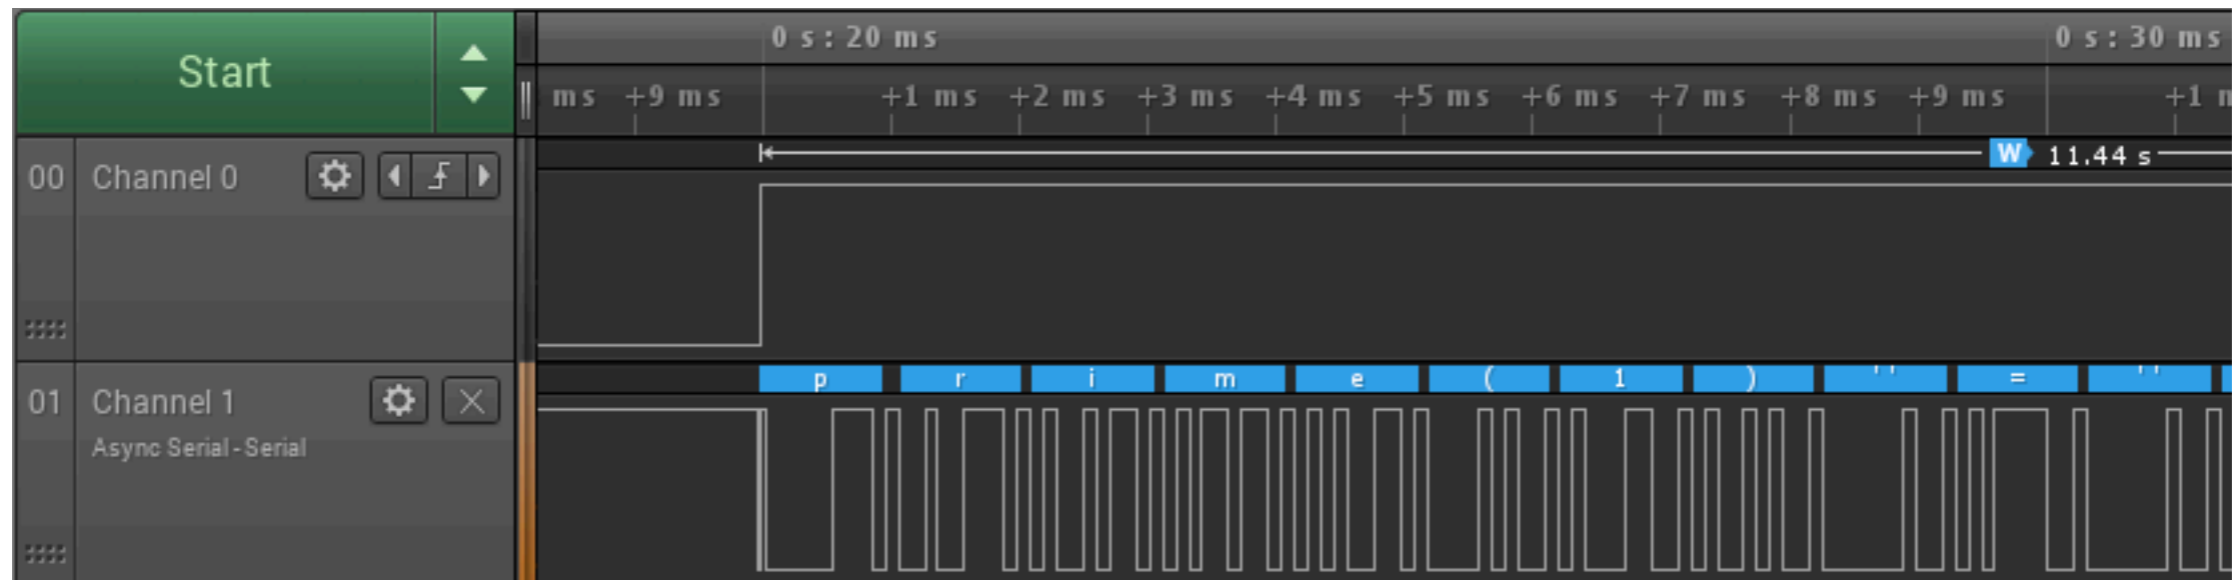 Start
0 s : 20 ms
0 s : 30 ms
ms +9 ms +1 ms +2 ms +3 ms +4 ms +5 ms +6 ms +7 ms +8 ms +9 ms +1
00 Channel 0
W 11.44 s
p r i m e ( 1 ) ' ' = ' '
01 Channel 1
Async Serial - Serial